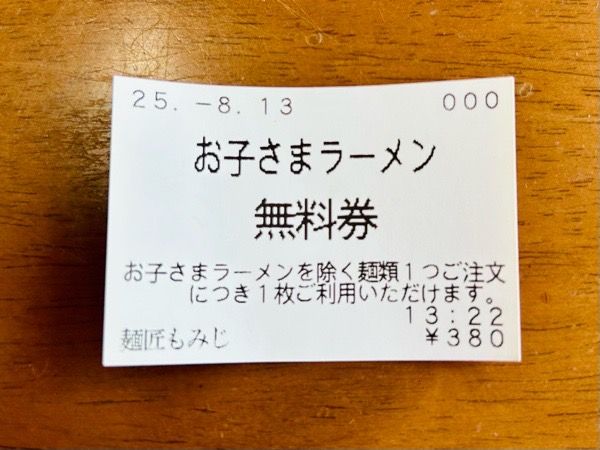 25.-8.13 000
お子さまラーメン
無料券
お子さまラーメンを除く麺類1つご注文
につき1枚ご利用いただけます。
13:22
麺匠もみじ ¥380